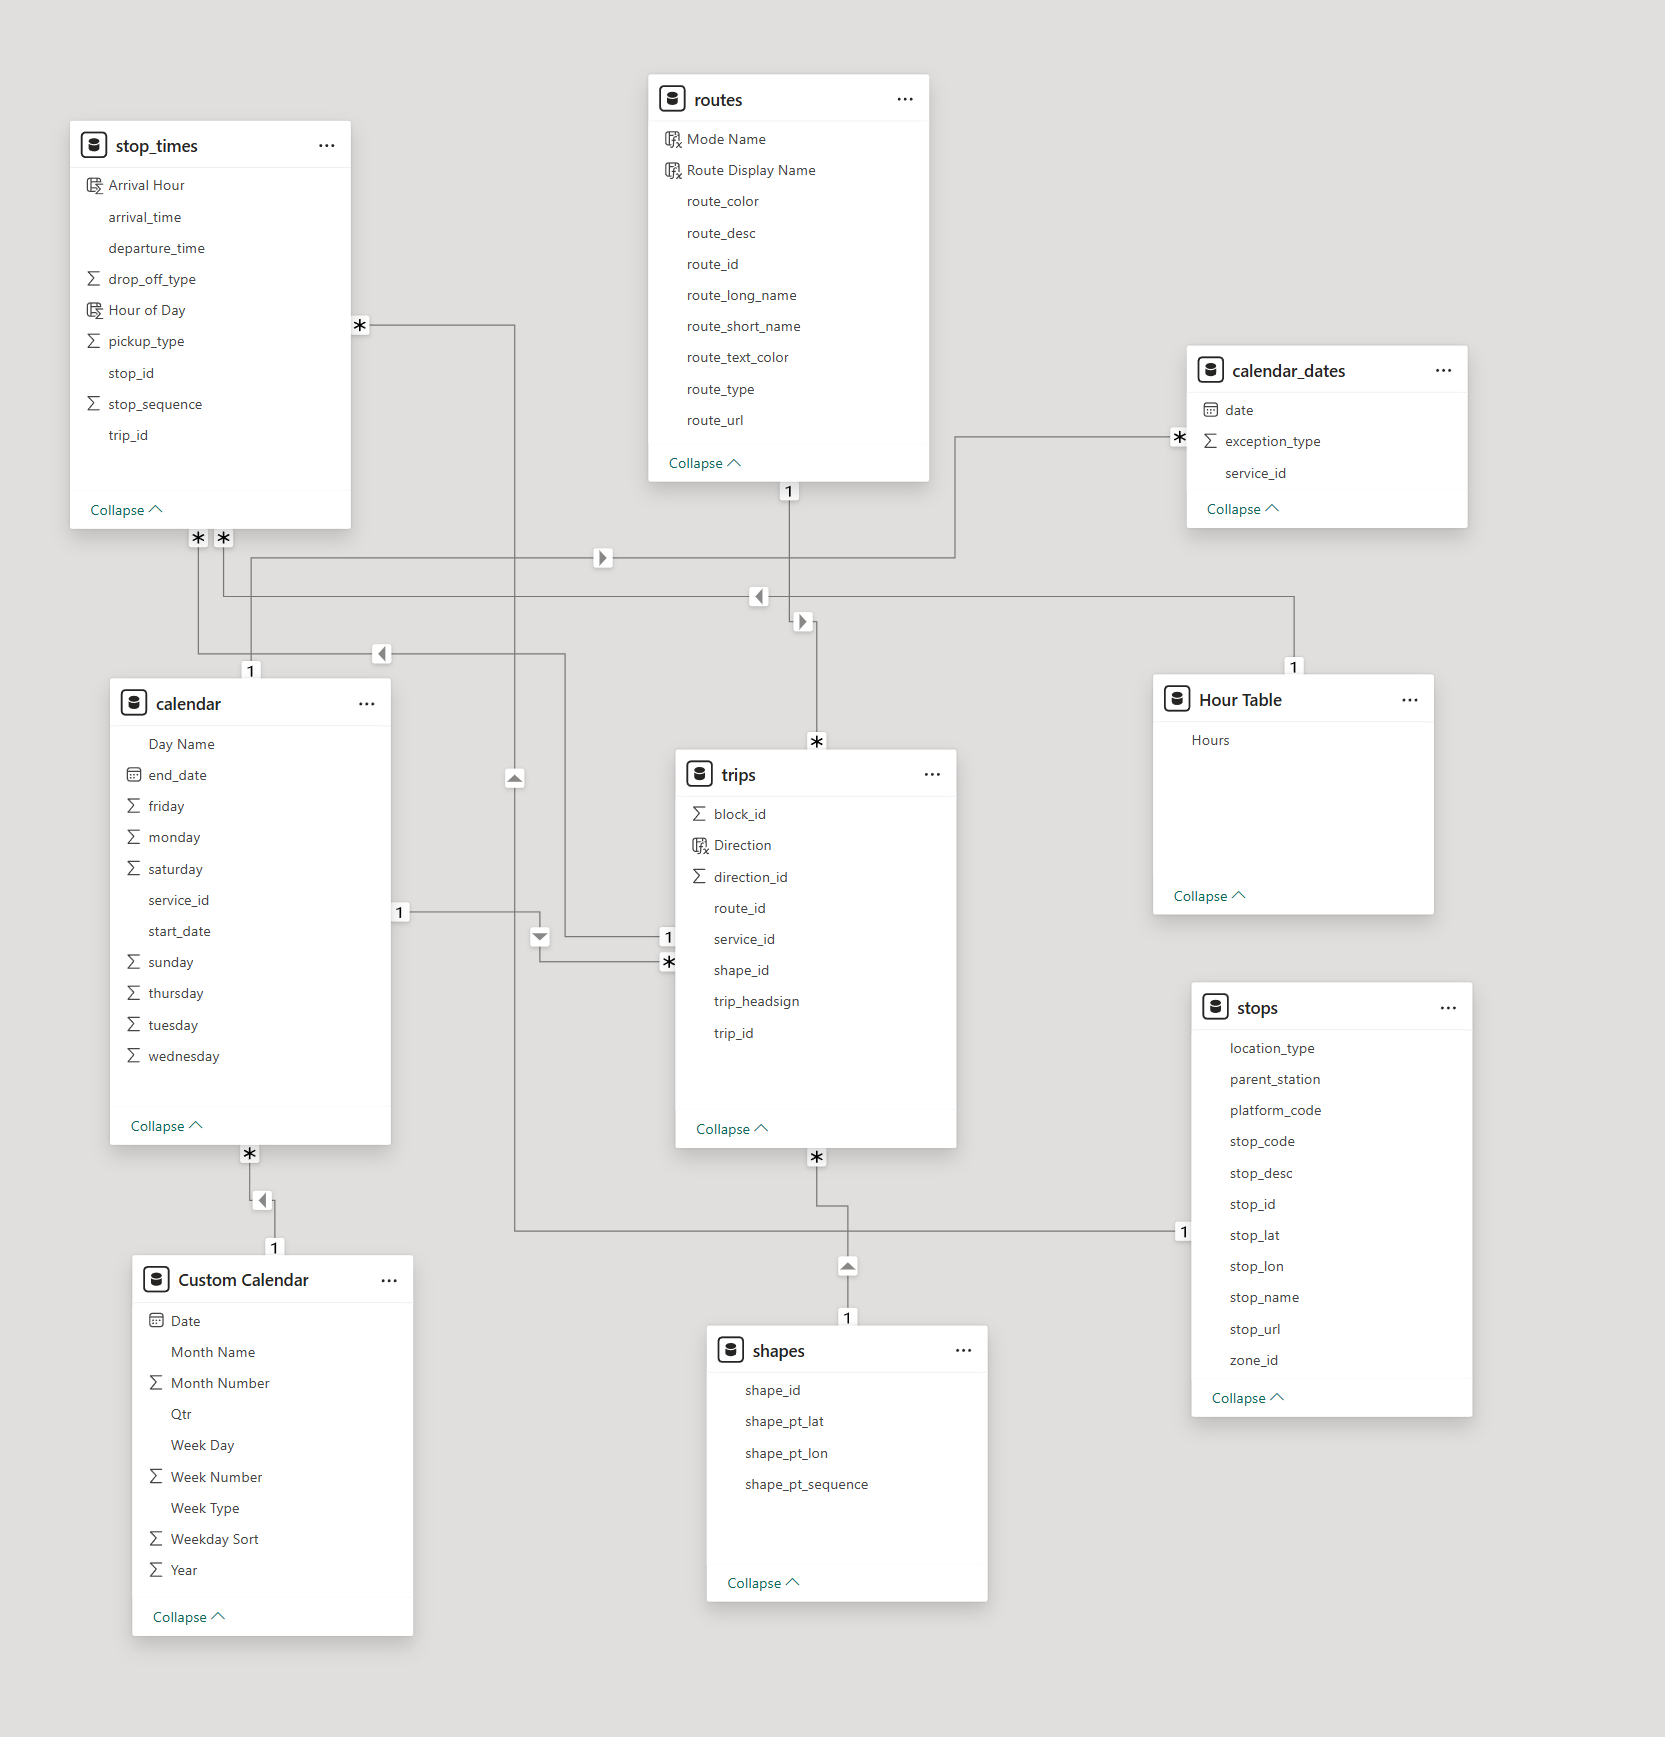 routes
Mode Name
Route Display Name
route_color
route_desc
route_id
route_long_name
route_short_name
route_text_color
route_type
route_url
Collapse
1
stop_times
Arrival Hour
arrival_time
departure_time
drop_off_type
Hour of Day
pickup_type
stop_id
stop_sequence
trip_id
Collapse
*
*
*
calendar_dates
date
exception_type
service_id
Collapse
*
1
calendar
Day Name
end_date
friday
monday
saturday
service_id
start_date
sunday
thursday
tuesday
wednesday
Collapse
1
*
*
trips
block_id
Direction
direction_id
route_id
service_id
shape_id
trip_headsign
trip_id
Collapse
1
*
*
1
Hour Table
Hours
Collapse
stops
location_type
parent_station
platform_code
stop_code
stop_desc
stop_id
stop_lat
stop_lon
stop_name
stop_url
zone_id
Collapse
1
1
Custom Calendar
Date
Month Name
Month Number
Qtr
Week Day
Week Number
Week Type
Weekday Sort
Year
Collapse
1
shapes
shape_id
shape_pt_lat
shape_pt_lon
shape_pt_sequence
Collapse